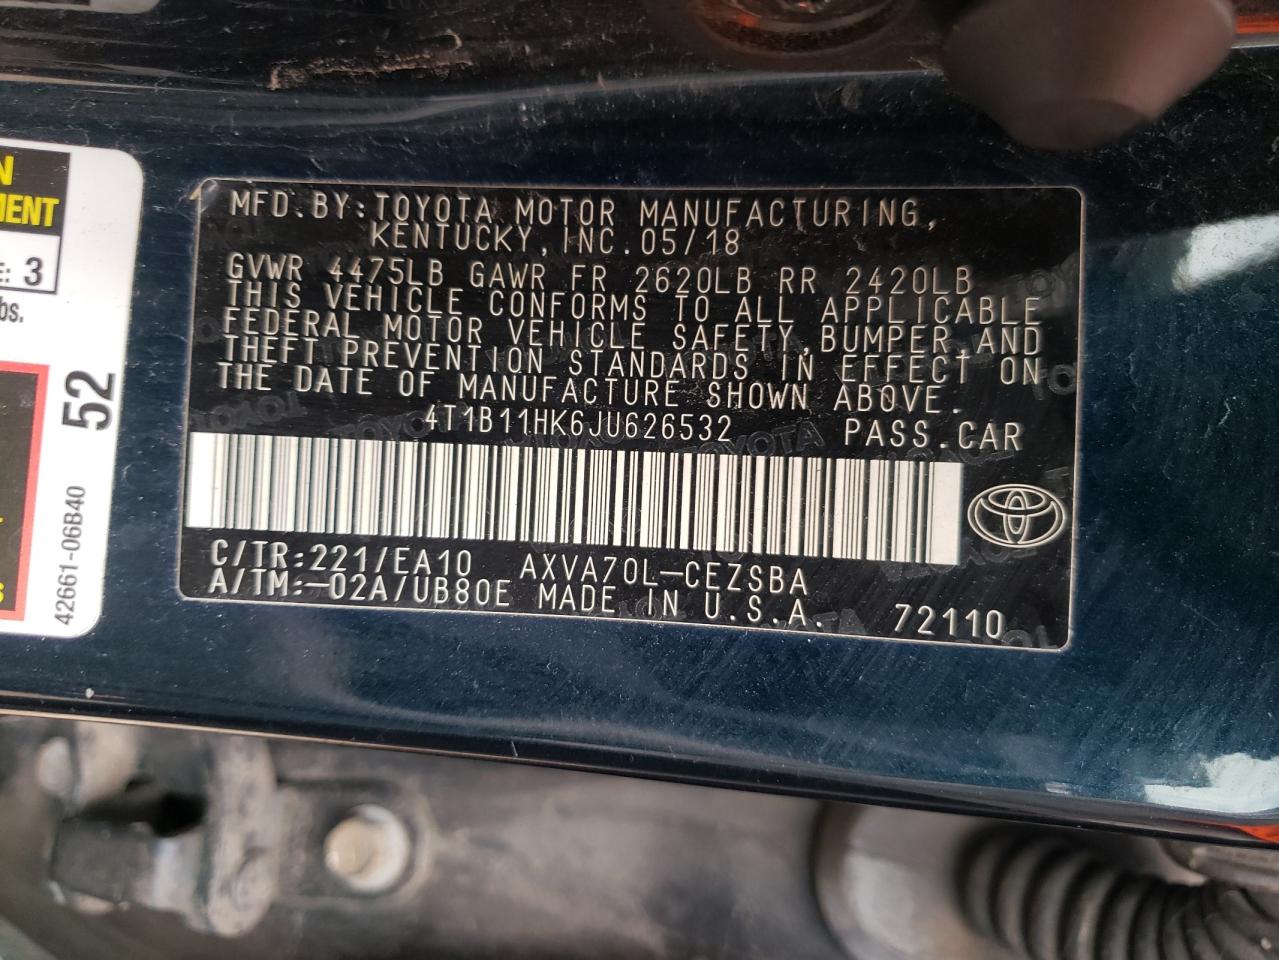 MFD.BY:TOYOTA MOTOR MANUFACTURING,
KENTUCKY,INC.05/18
GVWR 4475LB GAWR FR 2620LB RR 2420LB
THIS VEHICLE CONFORMS TO ALL APPLICABLE
FEDERAL MOTOR VEHICLE SAFETY,BUMPER,AND
THEFT PREVENTION STANDARDS IN EFFECT ON
THE DATE OF MANUFACTURE SHOWN ABOVE.
4T1B11HK6JU626532 PASS.CAR
C/TR:221/EA10 AXVA70L-CEZSBA
A/TM:-02A/UB80E MADE IN U.S.A. 72110
N
MENT
E: 3
bs.
52
42661-06B40
s